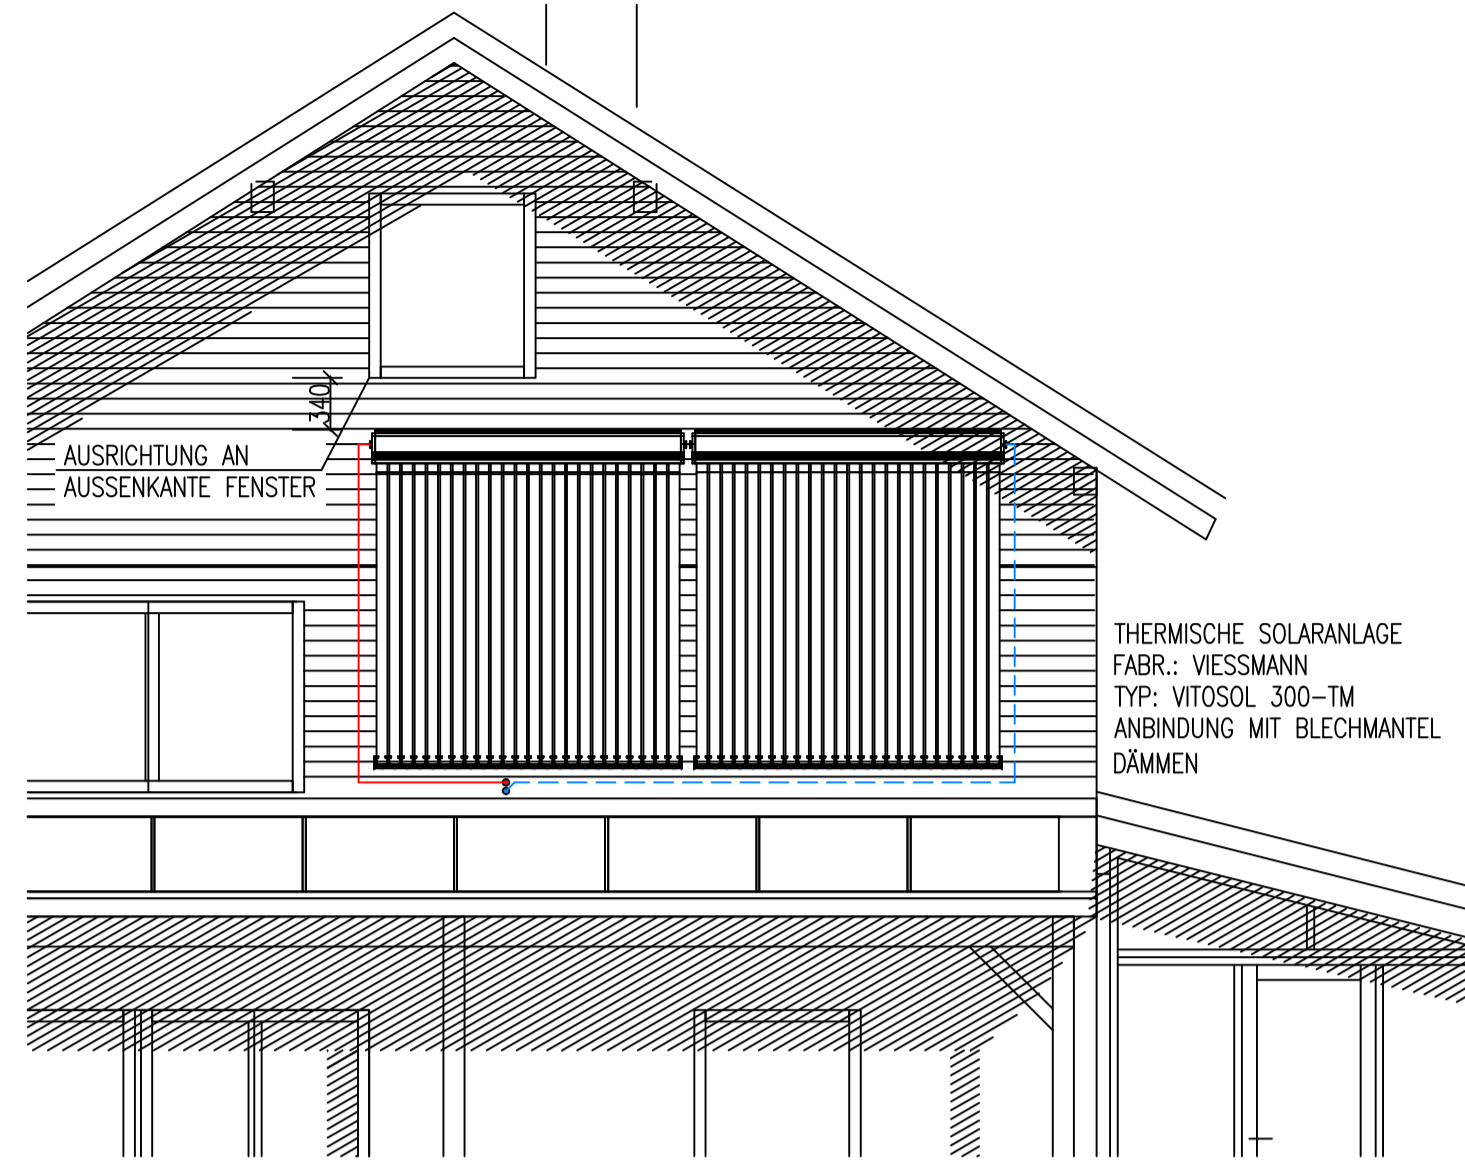 340
AUSRICHTUNG AN
AUSSENKANTE FENSTER
THERMISCHE SOLARANLAGE
FABR.: VIESSMANN
TYP: VITOSOL 300-TM
ANBINDUNG MIT BLECHMANTEL
DÄMMEN